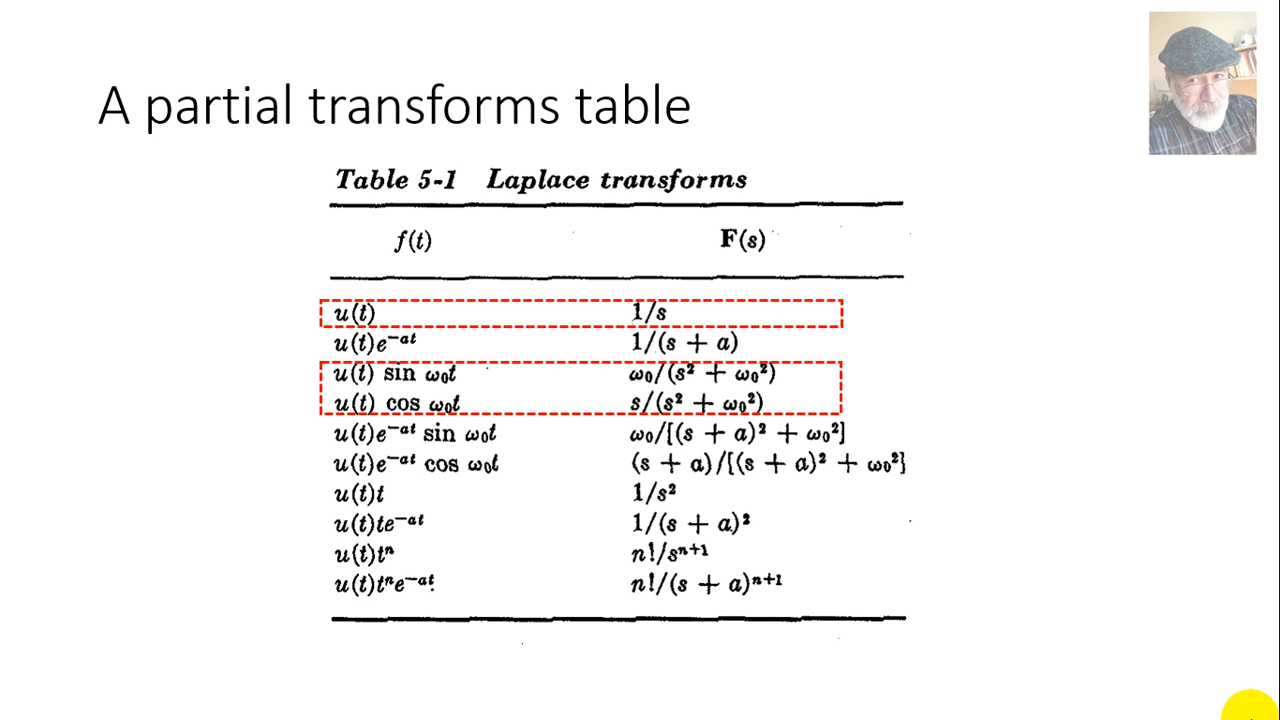 A partial transforms table
Table 5-1 Laplace transforms
f(t) F(s)
u(t) 1/s
u(t)e⁻ᵃᵗ 1/(s + a)
u(t) sin ω₀t ω₀/(s² + ω₀²)
u(t) cos ω₀t s/(s² + ω₀²)
u(t)e⁻ᵃᵗ sin ω₀t ω₀/[(s + a)² + ω₀²]
u(t)e⁻ᵃᵗ cos ω₀t (s + a)/[(s + a)² + ω₀²]
u(t)t 1/s²
u(t)te⁻ᵃᵗ 1/(s + a)²
u(t)tⁿ n!/sⁿ⁺¹
u(t)tⁿe⁻ᵃᵗ n!/(s + a)ⁿ⁺¹